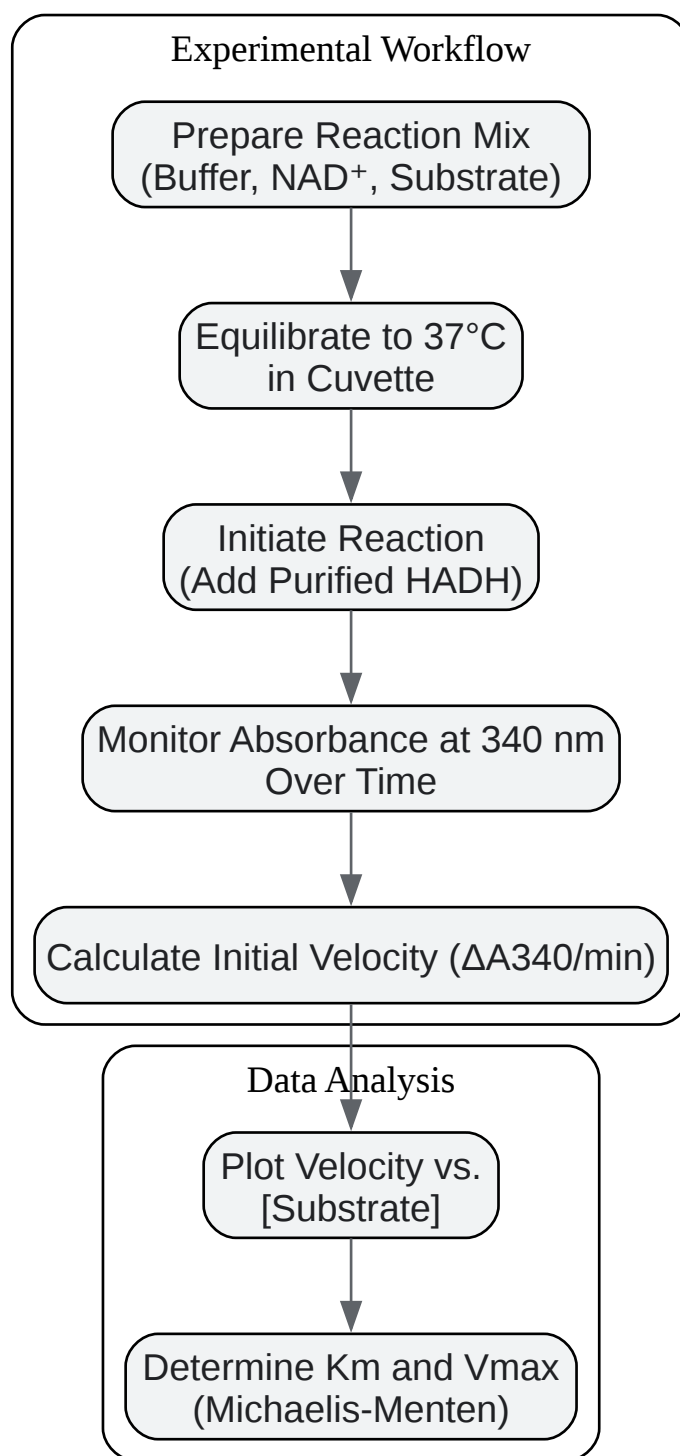 Experimental Workflow
Prepare Reaction Mix
(Buffer, NAD⁺, Substrate)
Equilibrate to 37°C
in Cuvette
Initiate Reaction
(Add Purified HADH)
Monitor Absorbance at 340 nm
Over Time
Calculate Initial Velocity (ΔA340/min)
Data Analysis
Plot Velocity vs.
[Substrate]
Determine Km and Vmax
(Michaelis-Menten)